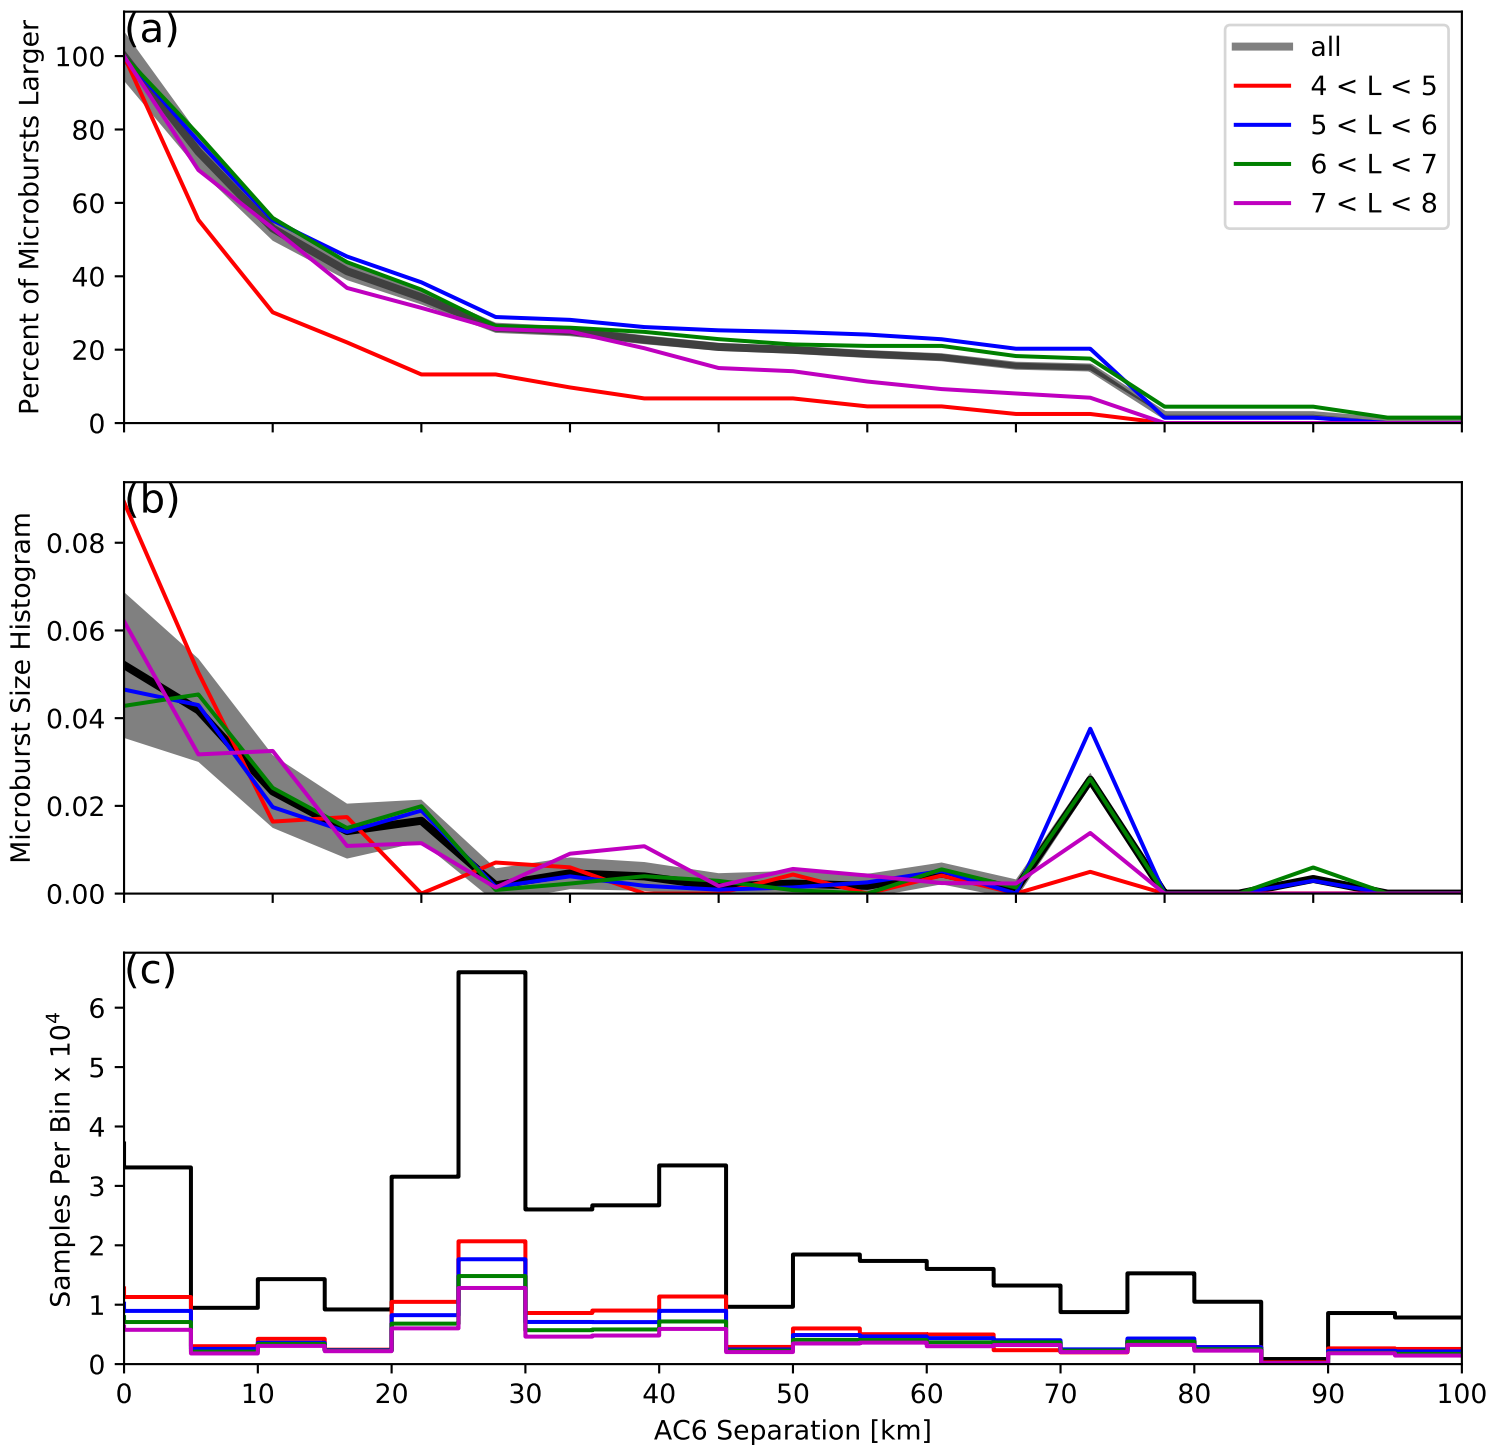 (a)
Percent of Microbursts Larger
100
80
60
40
20
0
all
4 < L < 5
5 < L < 6
6 < L < 7
7 < L < 8
(b)
Microburst Size Histogram
0.08
0.06
0.04
0.02
0.00
(c)
Samples Per Bin x 10⁴
6
5
4
3
2
1
0
0 10 20 30 40 50 60 70 80 90 100
AC6 Separation [km]